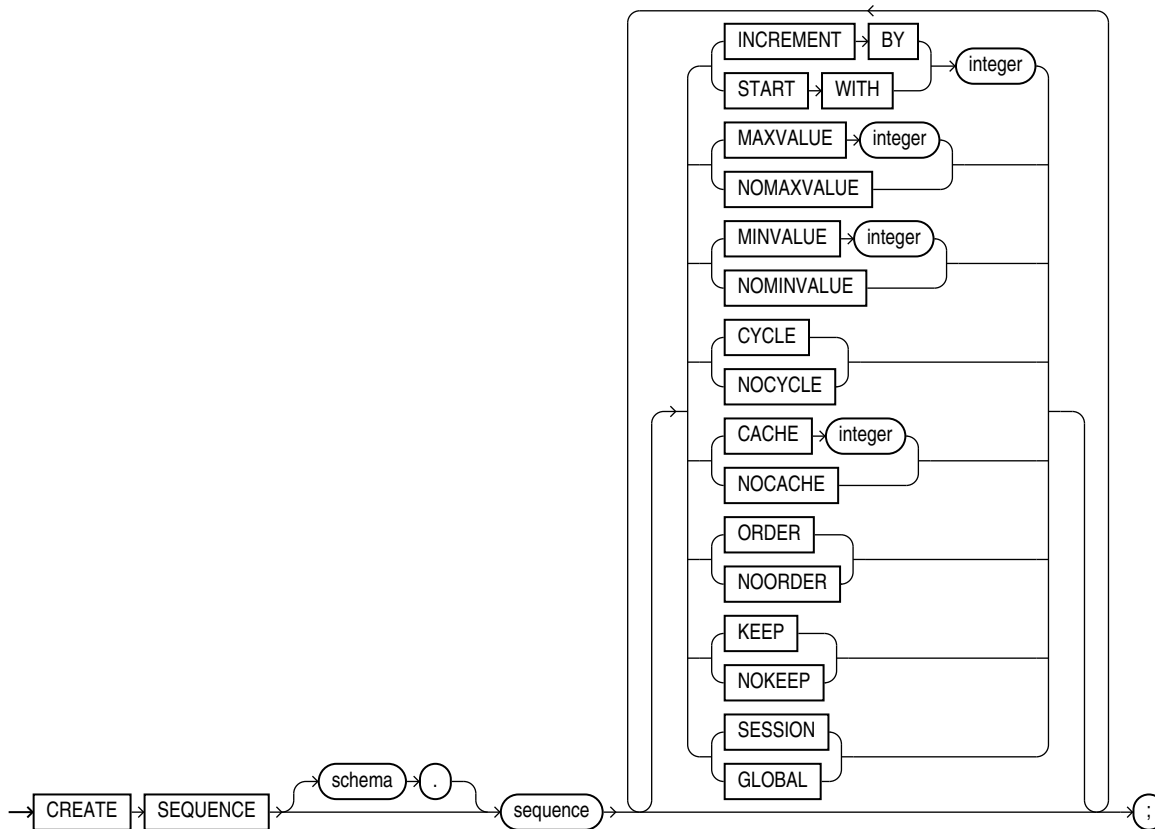 INCREMENT BY
integer
START WITH
MAXVALUE integer
NOMAXVALUE
MINVALUE integer
NOMINVALUE
CYCLE
NOCYCLE
CACHE integer
NOCACHE
ORDER
NOORDER
KEEP
NOKEEP
SESSION
GLOBAL
schema .
CREATE SEQUENCE sequence ;